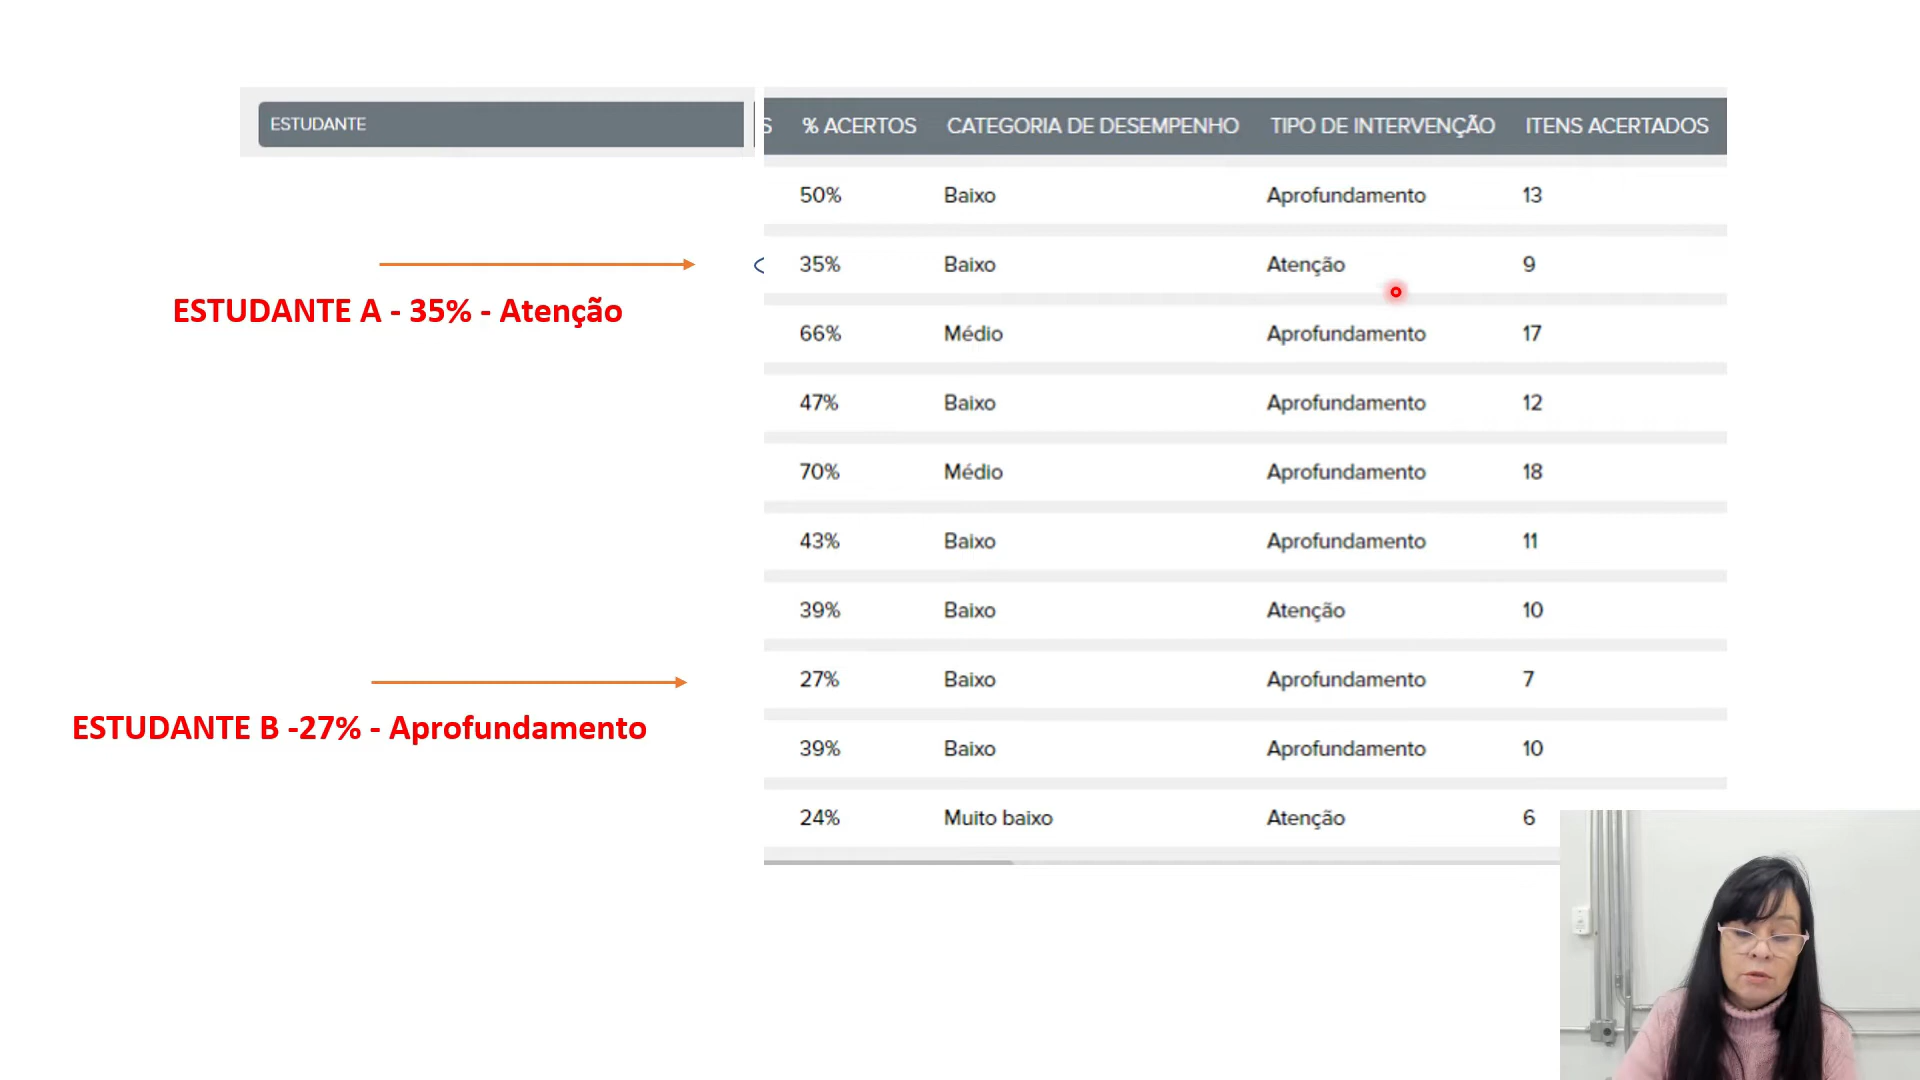 ESTUDANTE
S % ACERTOS CATEGORIA DE DESEMPENHO TIPO DE INTERVENÇÃO ITENS ACERTADOS
50% Baixo Aprofundamento 13
35% Baixo Atenção 9
ESTUDANTE A - 35% - Atenção
66% Médio Aprofundamento 17
47% Baixo Aprofundamento 12
70% Médio Aprofundamento 18
43% Baixo Aprofundamento 11
39% Baixo Atenção 10
27% Baixo Aprofundamento 7
ESTUDANTE B -27% - Aprofundamento
39% Baixo Aprofundamento 10
24% Muito baixo Atenção 6